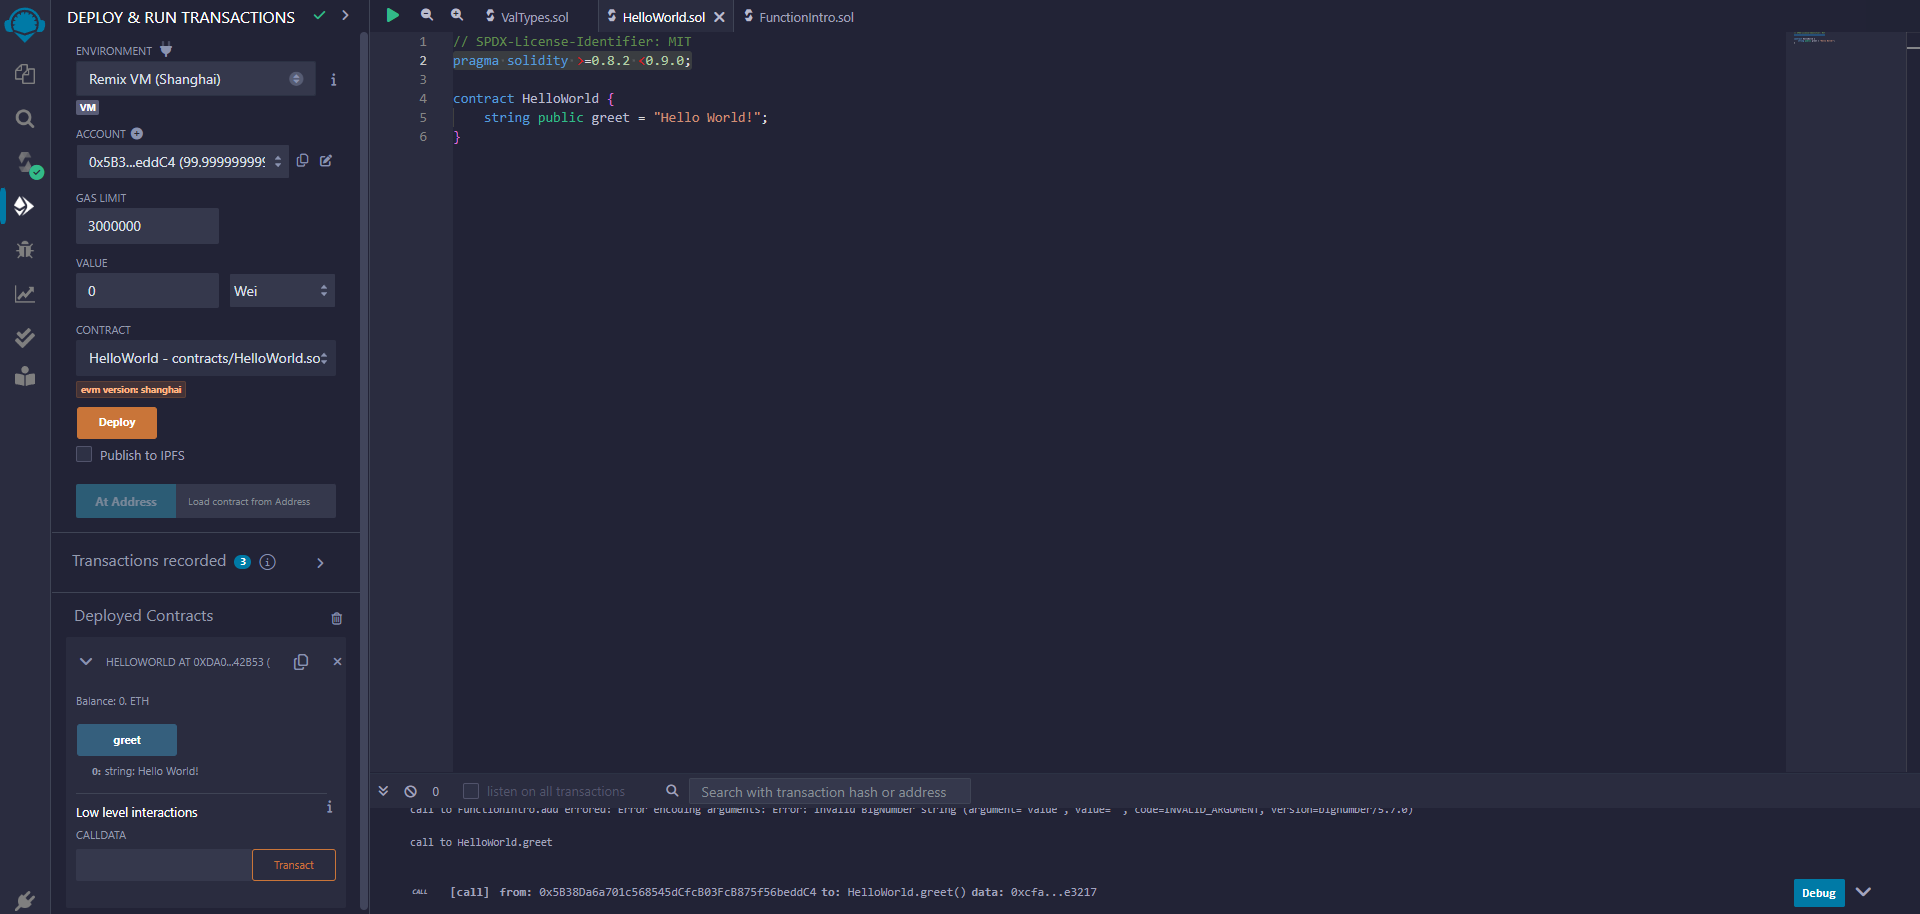 DEPLOY & RUN TRANSACTIONS
ENVIRONMENT
Remix VM (Shanghai)
VM
ACCOUNT
0x5B3...eddC4 (99.9999999999
GAS LIMIT
3000000
VALUE
0
Wei
CONTRACT
HelloWorld - contracts/HelloWorld.so
evm version: shanghai
Deploy
Publish to IPFS
At Address
Load contract from Address
Transactions recorded 3
Deployed Contracts
HELLOWORLD AT 0XDA0...42B53 (
Balance: 0. ETH
greet
0: string: Hello World!
Low level interactions
CALLDATA
Transact
ValTypes.sol
HelloWorld.sol
FunctionIntro.sol
1 // SPDX-License-Identifier: MIT
2 pragma solidity >=0.8.2 <0.9.0;
3
4 contract HelloWorld {
5 string public greet = "Hello World!";
6 }
0
listen on all transactions
Search with transaction hash or address
call to FunctionIntro.add errored: Error encoding arguments: Error: invalid BigNumber string (argument="value", value="", code=INVALID_ARGUMENT, version=bignumber/5.7.0)
call to HelloWorld.greet
CALL [call] from: 0x5B38Da6a701c568545dCfcB03FcB875f56beddC4 to: HelloWorld.greet() data: 0xcfa...e3217
Debug